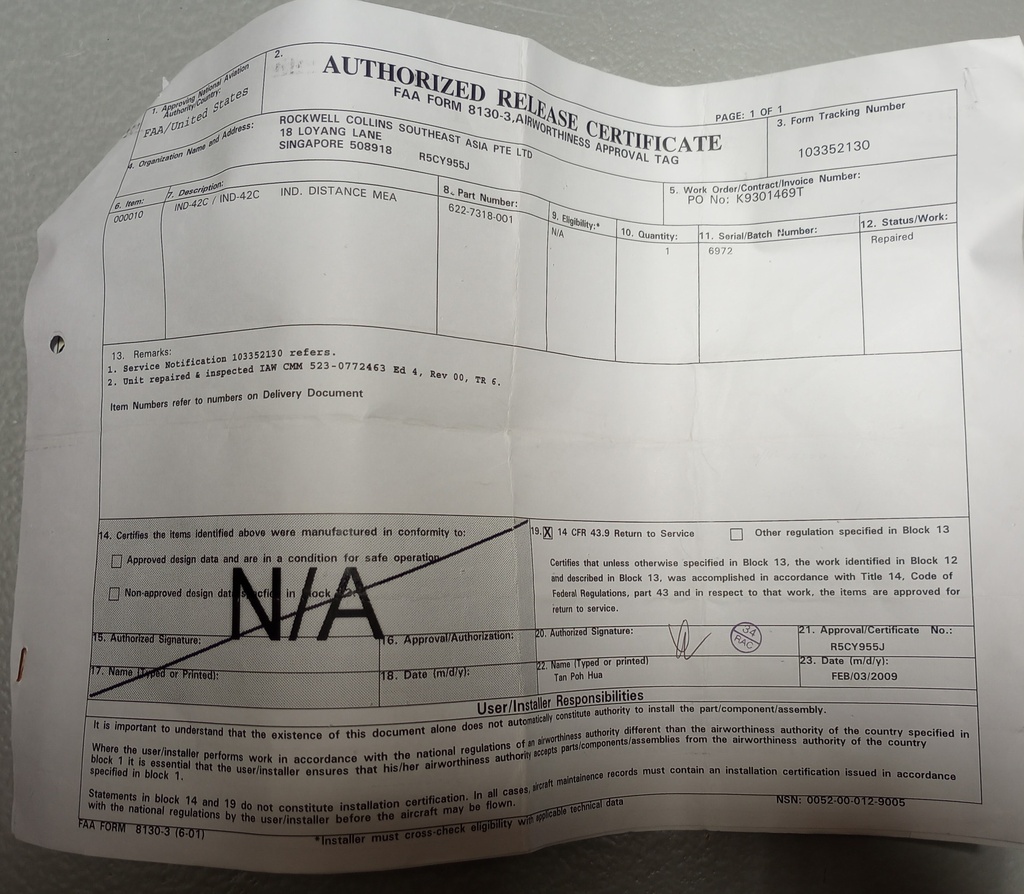 1. Approving National Aviation
Authority/Country:
FAA/United States
2.
AUTHORIZED RELEASE CERTIFICATE
FAA FORM 8130-3, AIRWORTHINESS APPROVAL TAG
PAGE: 1 OF 1
3. Form Tracking Number
103352130
4. Organization Name and Address:
ROCKWELL COLLINS SOUTHEAST ASIA PTE LTD
18 LOYANG LANE
SINGAPORE 508918
R5CY955J
5. Work Order/Contract/Invoice Number:
PO No: K9301469T
6. Item:
000010
7. Description:
IND-42C / IND-42C IND. DISTANCE MEA
8. Part Number:
622-7318-001
9. Eligibility:*
N/A
10. Quantity:
1
11. Serial/Batch Number:
6972
12. Status/Work:
Repaired
13. Remarks:
1. Service Notification 103352130 refers.
2. Unit repaired & inspected IAW CMM 523-0772463 Ed 4, Rev 00, TR 6.
Item Numbers refer to numbers on Delivery Document
14. Certifies the items identified above were manufactured in conformity to:
Approved design data and are in a condition for safe operation
Non-approved design data in Block
N/A
15. Authorized Signature:
16. Approval/Authorization:
17. Name (Typed or Printed):
18. Date (m/d/y):
19. X 14 CFR 43.9 Return to Service
Other regulation specified in Block 13
Certifies that unless otherwise specified in Block 13, the work identified in Block 12
and described in Block 13, was accomplished in accordance with Title 14, Code of
Federal Regulations, part 43 and in respect to that work, the items are approved for
return to service.
20. Authorized Signature:
34
RAC
21. Approval/Certificate No.:
R5CY955J
22. Name (Typed or printed)
Tan Poh Hua
23. Date (m/d/y):
FEB/03/2009
User/Installer Responsibilities
It is important to understand that the existence of this document alone does not automatically constitute authority to install the part/component/assembly.
Where the user/installer performs work in accordance with the national regulations of an airworthiness authority different than the airworthiness authority of the country specified in
block 1 it is essential that the user/installer ensures that his/her airworthiness authority accepts parts/components/assemblies from the airworthiness authority of the country
specified in block 1.
Statements in block 14 and 19 do not constitute installation certification. In all cases, aircraft maintainence records must contain an installation certification issued in accordance
with the national regulations by the user/installer before the aircraft may be flown.
FAA FORM 8130-3 (6-01)
*Installer must cross-check eligibility with applicable technical data
NSN: 0052-00-012-9005